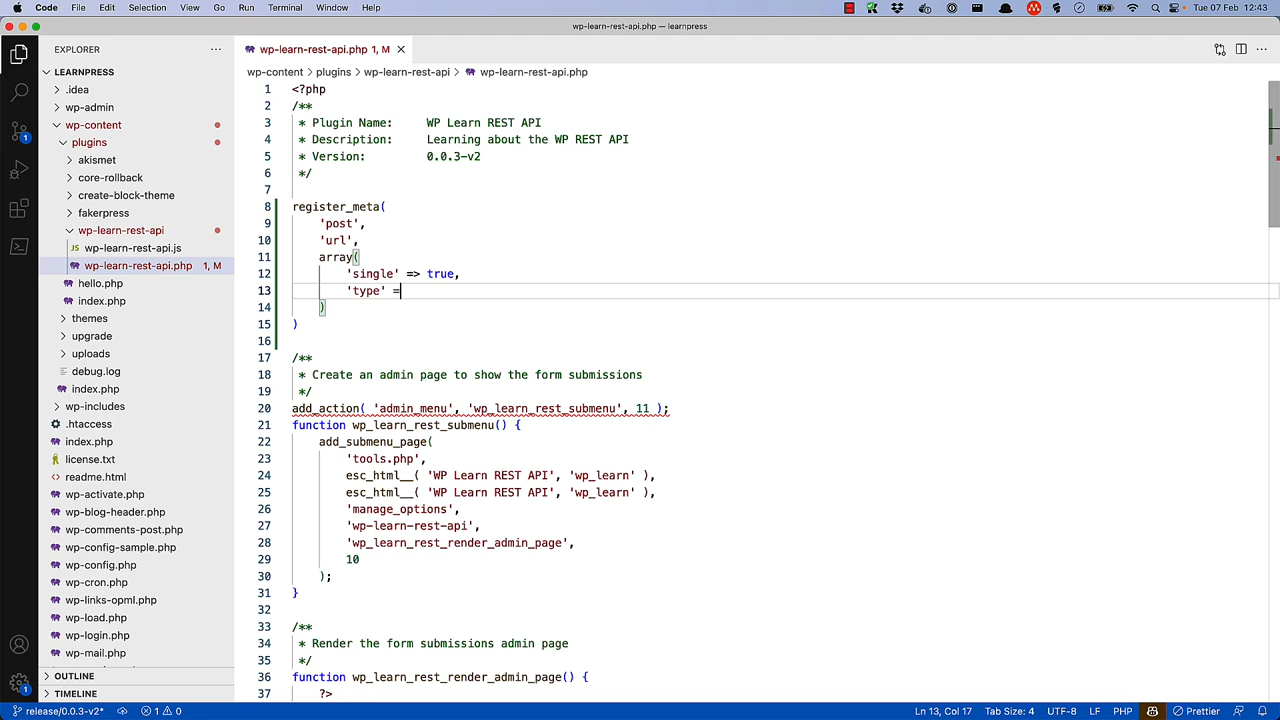 Code File Edit Selection View Go Run Terminal Window Help
Tue 07 Feb 12:43
wp-learn-rest-api.php — learnpress
EXPLORER
LEARNPRESS
.idea
wp-admin
wp-content
plugins
akismet
core-rollback
create-block-theme
fakerpress
wp-learn-rest-api
JS wp-learn-rest-api.js
wp-learn-rest-api.php 1, M
hello.php
index.php
themes
upgrade
uploads
debug.log
index.php
wp-includes
.htaccess
index.php
license.txt
readme.html
wp-activate.php
wp-blog-header.php
wp-comments-post.php
wp-config-sample.php
wp-config.php
wp-cron.php
wp-links-opml.php
wp-load.php
wp-login.php
wp-mail.php
OUTLINE
TIMELINE
1
1
wp-learn-rest-api.php 1, M
wp-content > plugins > wp-learn-rest-api > wp-learn-rest-api.php
1 <?php
2 /**
3 * Plugin Name: WP Learn REST API
4 * Description: Learning about the WP REST API
5 * Version: 0.0.3-v2
6 */
7
8 register_meta(
9 'post',
10 'url',
11 array(
12 'single' => true,
13 'type' =
14 )
15 )
16
17 /**
18 * Create an admin page to show the form submissions
19 */
20 add_action( 'admin_menu', 'wp_learn_rest_submenu', 11 );
21 function wp_learn_rest_submenu() {
22 add_submenu_page(
23 'tools.php',
24 esc_html__( 'WP Learn REST API', 'wp_learn' ),
25 esc_html__( 'WP Learn REST API', 'wp_learn' ),
26 'manage_options',
27 'wp-learn-rest-api',
28 'wp_learn_rest_render_admin_page',
29 10
30 );
31 }
32
33 /**
34 * Render the form submissions admin page
35 */
36 function wp_learn_rest_render_admin_page() {
37 ?>
release/0.0.3-v2* 1 0 Ln 13, Col 17 Tab Size: 4 UTF-8 LF PHP Prettier